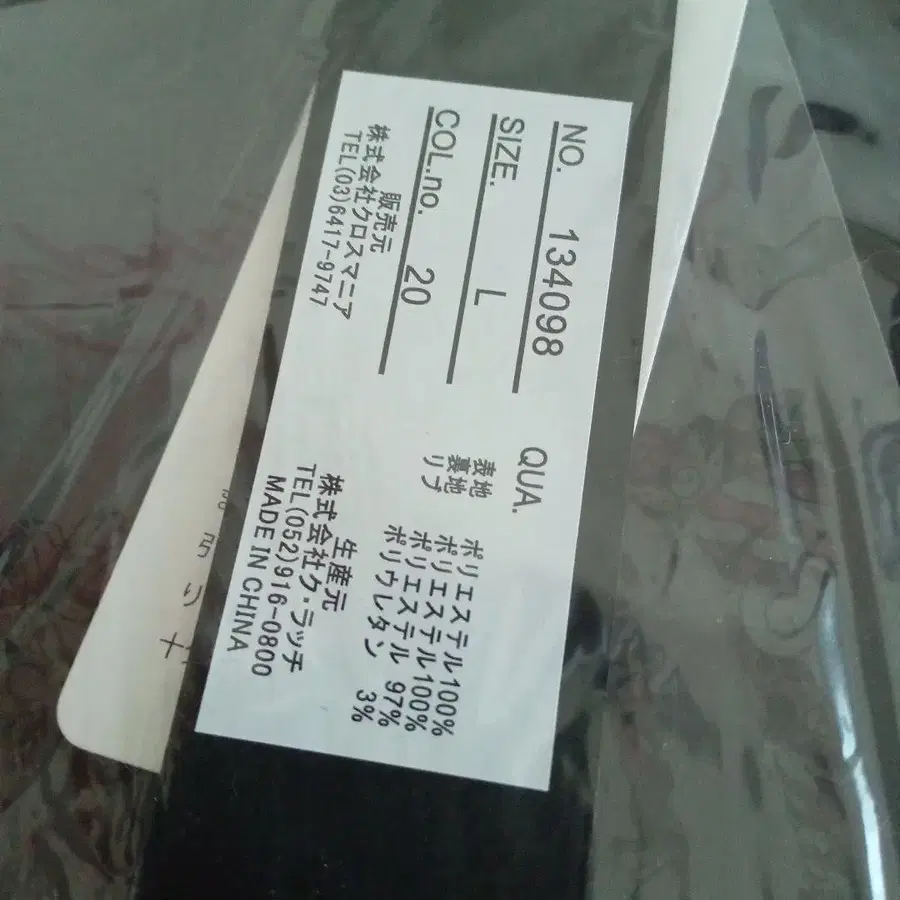 NO. 134098
SIZE. L
COL.no. 20
販売元
株式会社クロスマニア
TEL(03)6417-9747
QUA.
表地 ポリエステル100%
裏地 ポリエステル100%
リブ ポリエステル 97%
ポリウレタン 3%
生産元
株式会社ク・ラッチ
TEL(052)916-0800
MADE IN CHINA